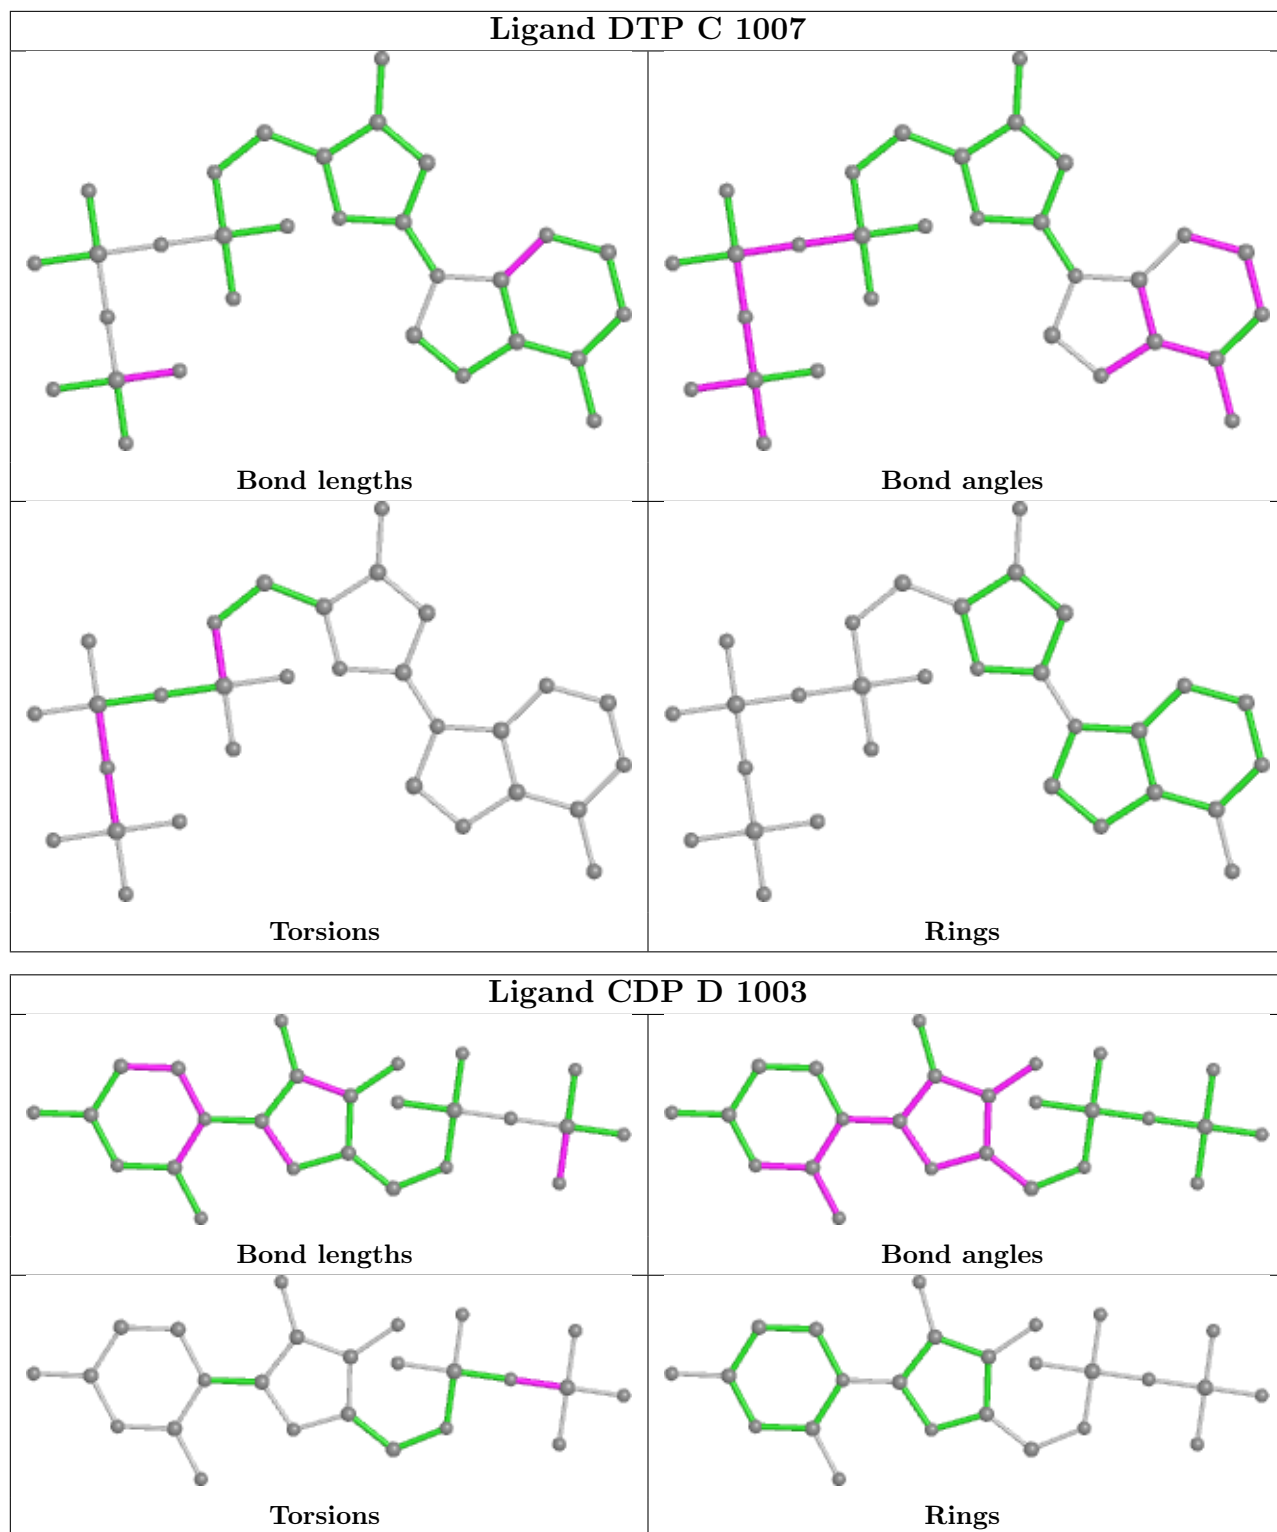 Ligand DTP C 1007
Bond lengths
Bond angles
Torsions
Rings
Ligand CDP D 1003
Bond lengths
Bond angles
Torsions
Rings